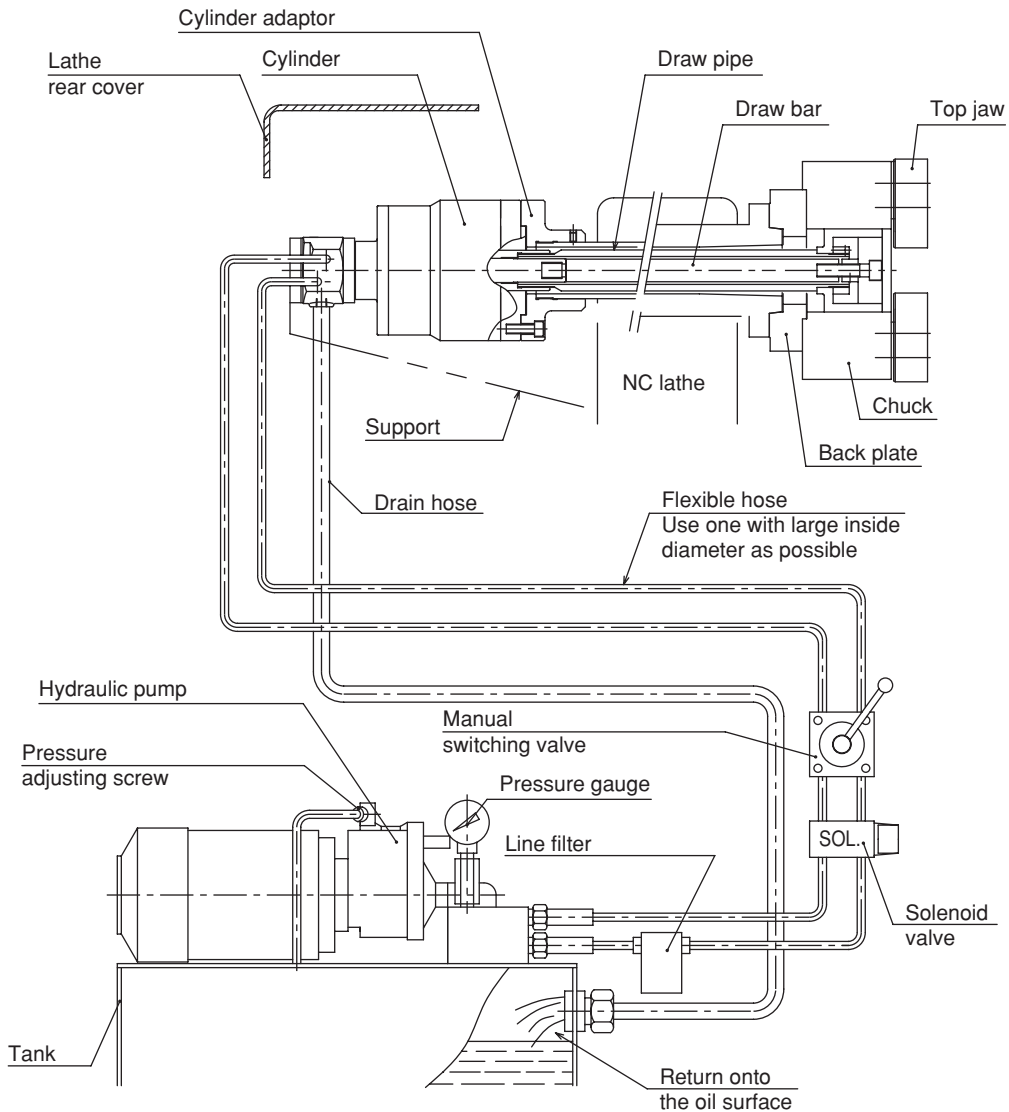 Cylinder adaptor
Lathe
rear cover
Cylinder
Draw pipe
Draw bar
Top jaw
NC lathe
Chuck
Support
Back plate
Drain hose
Flexible hose
Use one with large inside
diameter as possible
Hydraulic pump
Manual
switching valve
Pressure
adjusting screw
Pressure gauge
Line filter
SOL.
Solenoid
valve
Tank
Return onto
the oil surface